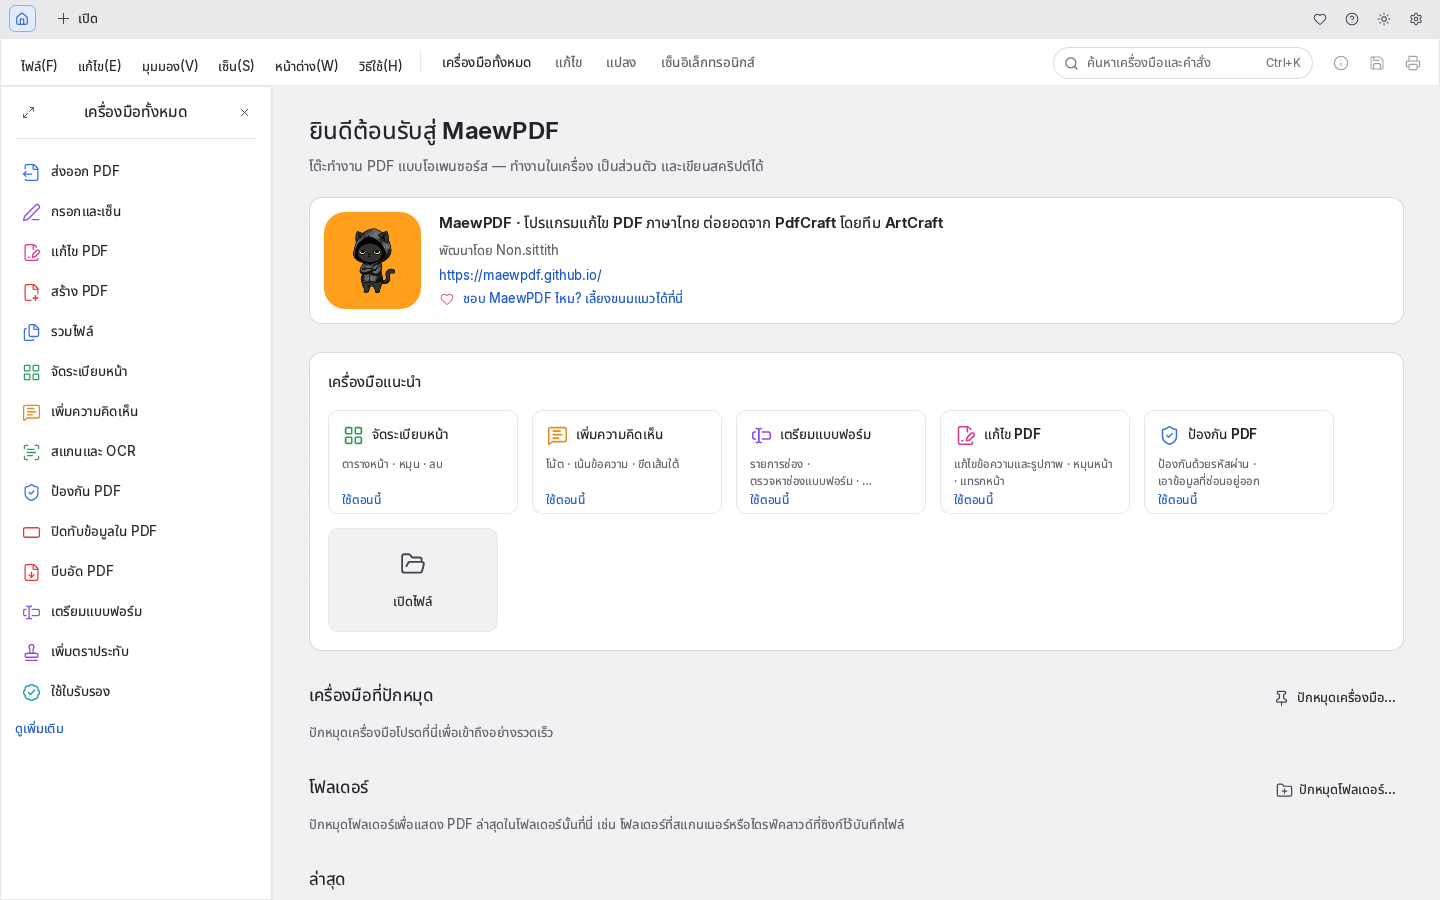 เปิด
ไฟล์(F) แก้ไข(E) มุมมอง(V) เซ็น(S) หน้าต่าง(W) วิธีใช้(H) เครื่องมือทั้งหมด แก้ไข แปลง เซ็นอิเล็กทรอนิกส์ ค้นหาเครื่องมือและคำสั่ง Ctrl+K
เครื่องมือทั้งหมด
ส่งออก PDF
กรอกและเซ็น
แก้ไข PDF
สร้าง PDF
รวมไฟล์
จัดระเบียบหน้า
เพิ่มความคิดเห็น
สแกนและ OCR
ป้องกัน PDF
ปิดทับข้อมูลใน PDF
บีบอัด PDF
เตรียมแบบฟอร์ม
เพิ่มตราประทับ
ใช้ใบรับรอง
ดูเพิ่มเติม
ยินดีต้อนรับสู่ MaewPDF
โต๊ะทำงาน PDF แบบโอเพนซอร์ส — ทำงานในเครื่อง เป็นส่วนตัว และเขียนสคริปต์ได้
MaewPDF · โปรแกรมแก้ไข PDF ภาษาไทย ต่อยอดจาก PdfCraft โดยทีม ArtCraft
พัฒนาโดย Non.sittith
https://maewpdf.github.io/
ชอบ MaewPDF ไหม? เลี้ยงขนมแมวได้ที่นี่
เครื่องมือแนะนำ
จัดระเบียบหน้า
ตารางหน้า · หมุน · ลบ
ใช้ตอนนี้
เพิ่มความคิดเห็น
โน้ต · เน้นข้อความ · ขีดเส้นใต้
ใช้ตอนนี้
เตรียมแบบฟอร์ม
รายการช่อง ·
ตรวจหาช่องแบบฟอร์ม · ...
ใช้ตอนนี้
แก้ไข PDF
แก้ไขข้อความและรูปภาพ · หมุนหน้า
· แทรกหน้า
ใช้ตอนนี้
ป้องกัน PDF
ป้องกันด้วยรหัสผ่าน ·
เอาข้อมูลที่ซ่อนอยู่ออก
ใช้ตอนนี้
เปิดไฟล์
เครื่องมือที่ปักหมุด
ปักหมุดเครื่องมือ...
ปักหมุดเครื่องมือโปรดที่นี่เพื่อเข้าถึงอย่างรวดเร็ว
โฟลเดอร์
ปักหมุดโฟลเดอร์...
ปักหมุดโฟลเดอร์เพื่อแสดง PDF ล่าสุดในโฟลเดอร์นั้นที่นี่ เช่น โฟลเดอร์ที่สแกนเนอร์หรือไดรฟ์คลาวด์ที่ซิงก์ไว้บันทึกไฟล์
ล่าสุด